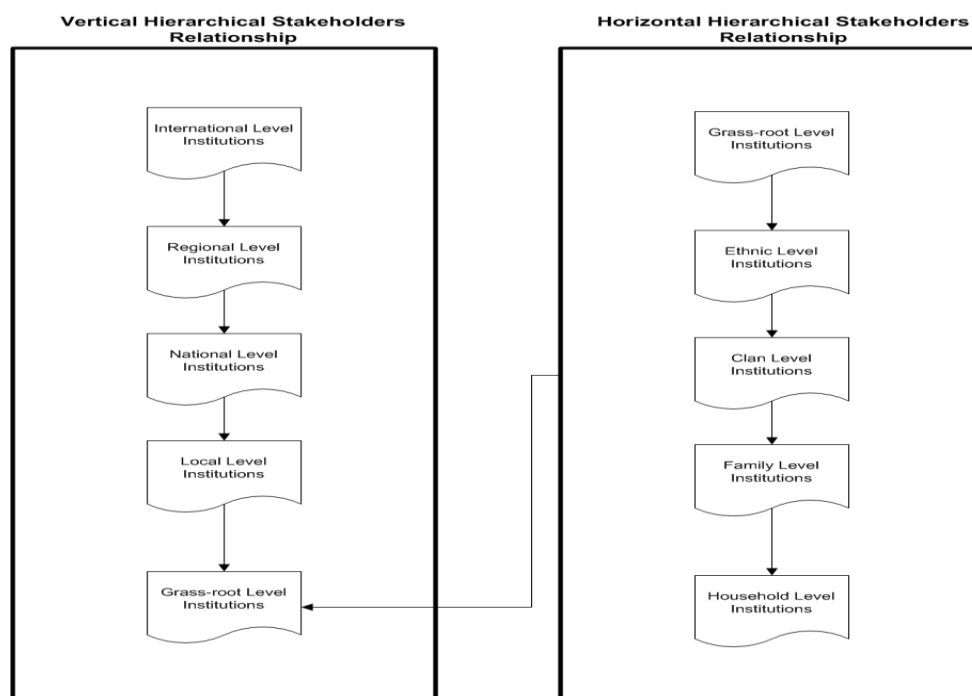 Vertical Hierarchical Stakeholders
Relationship
International Level
Institutions
Regional Level
Institutions
National Level
Institutions
Local Level
Institutions
Grass-root Level
Institutions
Horizontal Hierarchical Stakeholders
Relationship
Grass-root Level
Institutions
Ethnic Level
Institutions
Clan Level
Institutions
Family Level
Institutions
Household Level
Institutions